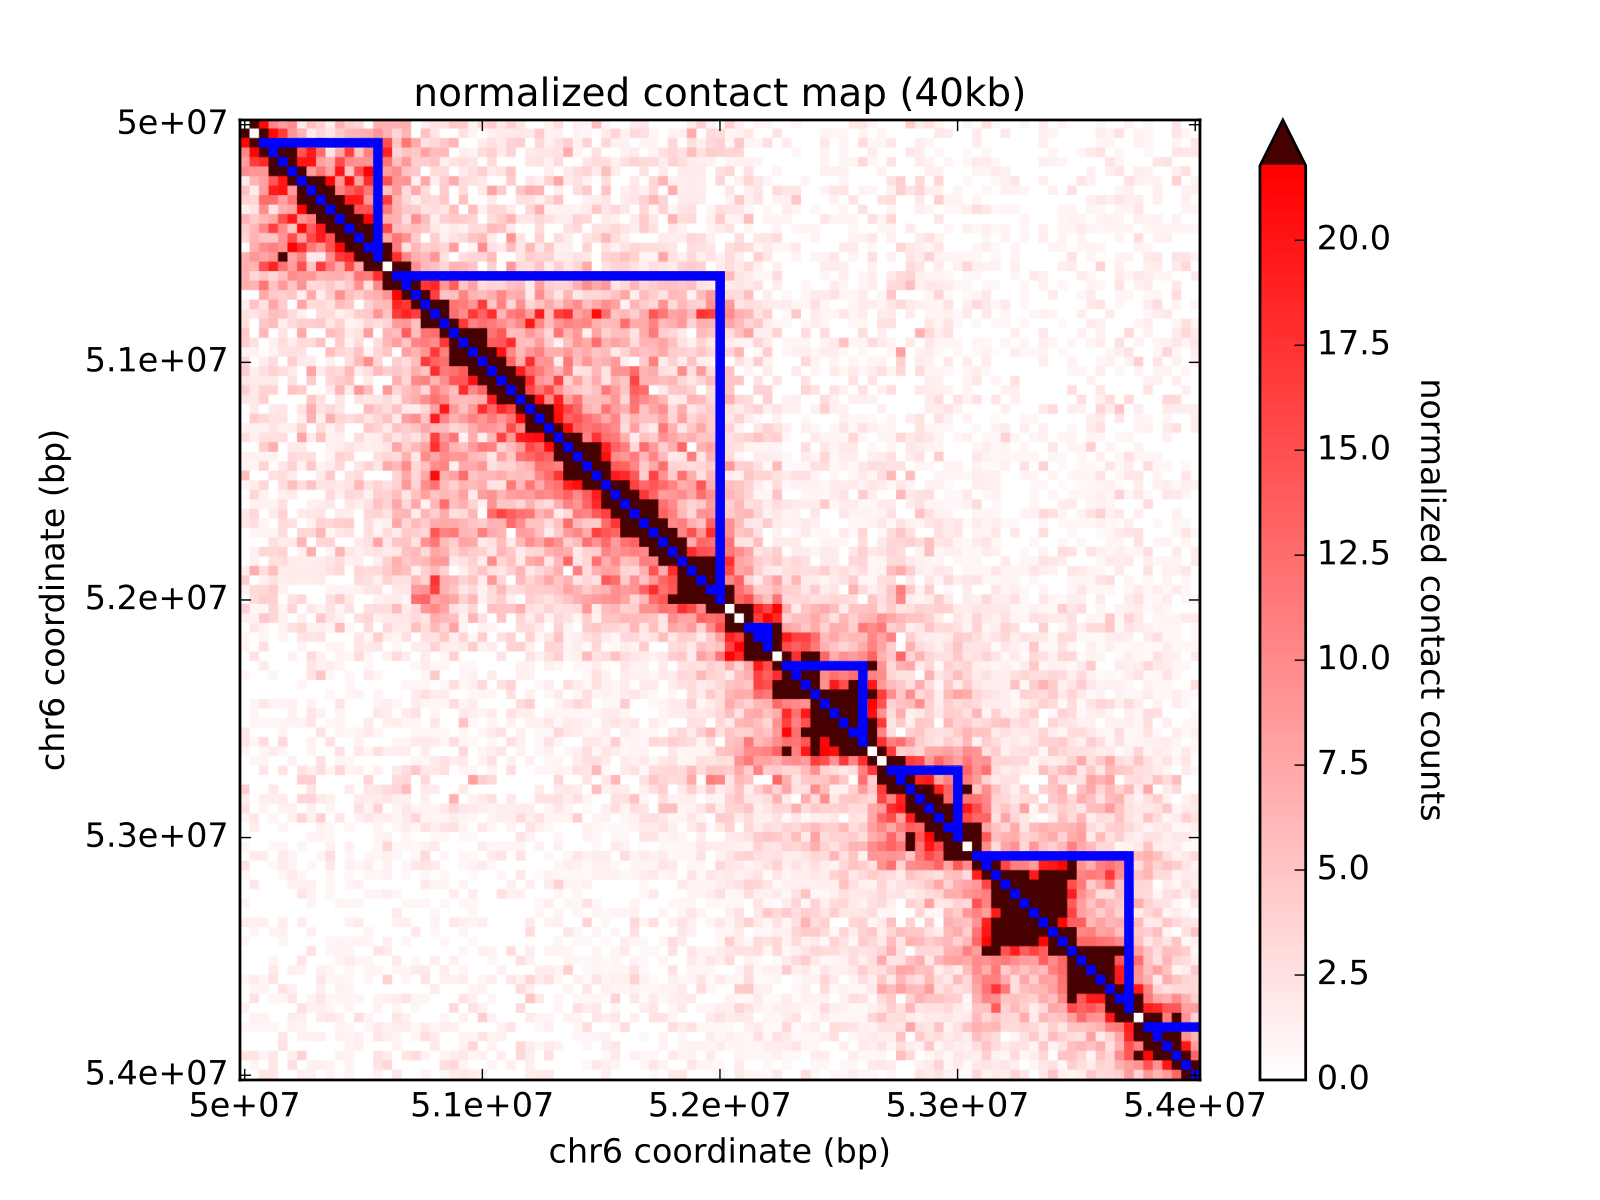 normalized contact map (40kb)
5e+07
5.1e+07
5.2e+07
5.3e+07
5.4e+07
chr6 coordinate (bp)
5e+07
5.1e+07
5.2e+07
5.3e+07
5.4e+07
chr6 coordinate (bp)
20.0
17.5
15.0
12.5
10.0
7.5
5.0
2.5
0.0
normalized contact counts